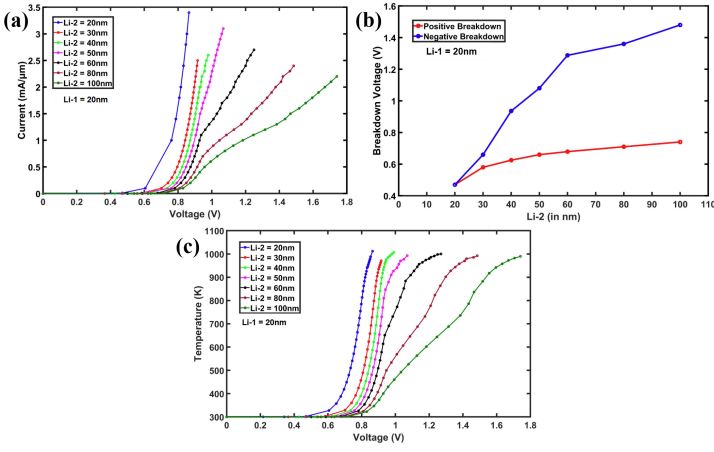 (a)
Li-2 = 20nm
Li-2 = 30nm
Li-2 = 40nm
Li-2 = 50nm
Li-2 = 60nm
Li-2 = 80nm
Li-2 = 100nm
Li-1 = 20nm
Current (mA/μm)
3.5
3
2.5
2
1.5
1
0.5
0
0 0.2 0.4 0.6 0.8 1 1.2 1.4 1.6 1.8
Voltage (V)
(b)
Positive Breakdown
Negative Breakdown
Li-1 = 20nm
Breakdown Voltage (V)
1.6
1.4
1.2
1
0.8
0.6
0.4
0 10 20 30 40 50 60 70 80 90 100 110
Li-2 (in nm)
(c)
Li-2 = 20nm
Li-2 = 30nm
Li-2 = 40nm
Li-2 = 50nm
Li-2 = 60nm
Li-2 = 80nm
Li-2 = 100nm
Li-1 = 20nm
Temperature (K)
1100
1000
900
800
700
600
500
400
300
0 0.2 0.4 0.6 0.8 1 1.2 1.4 1.6 1.8
Voltage (V)